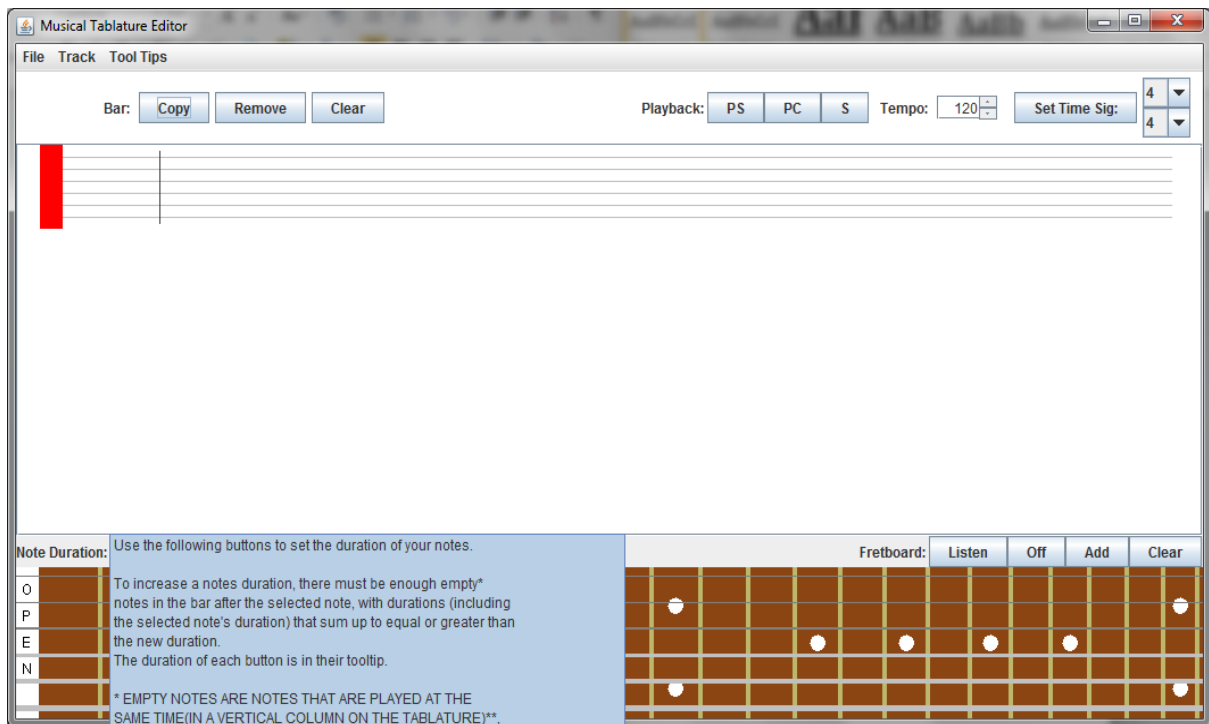 Musical Tablature Editor
File Track Tool Tips
Bar: Copy Remove Clear Playback: PS PC S Tempo: 120 Set Time Sig: 4
4
Note Duration: Use the following buttons to set the duration of your notes. Fretboard: Listen Off Add Clear
To increase a notes duration, there must be enough empty*
notes in the bar after the selected note, with durations (including
the selected note's duration) that sum up to equal or greater than
the new duration.
The duration of each button is in their tooltip.
* EMPTY NOTES ARE NOTES THAT ARE PLAYED AT THE
SAME TIME(IN A VERTICAL COLUMN ON THE TABLATURE)**,
O
P
E
N